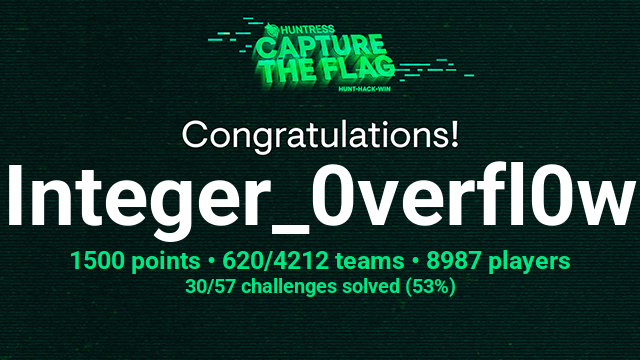 HUNTRESS
CAPTURE
THE FLAG
HUNT•HACK•WIN
Congratulations!
Integer_0verfl0w
1500 points • 620/4212 teams • 8987 players
30/57 challenges solved (53%)